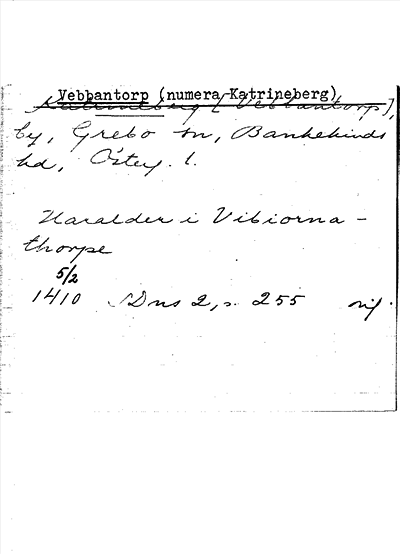 Vebbantorp (numera Katrineberg)
Katrineberg [Vebbantorp],
by, Grebo sn, Bankekinds
hd, Östeg. l.
Haralder i Vibiorna-
thorpe
5/2
1410 SDns 2, s. 255 orig.